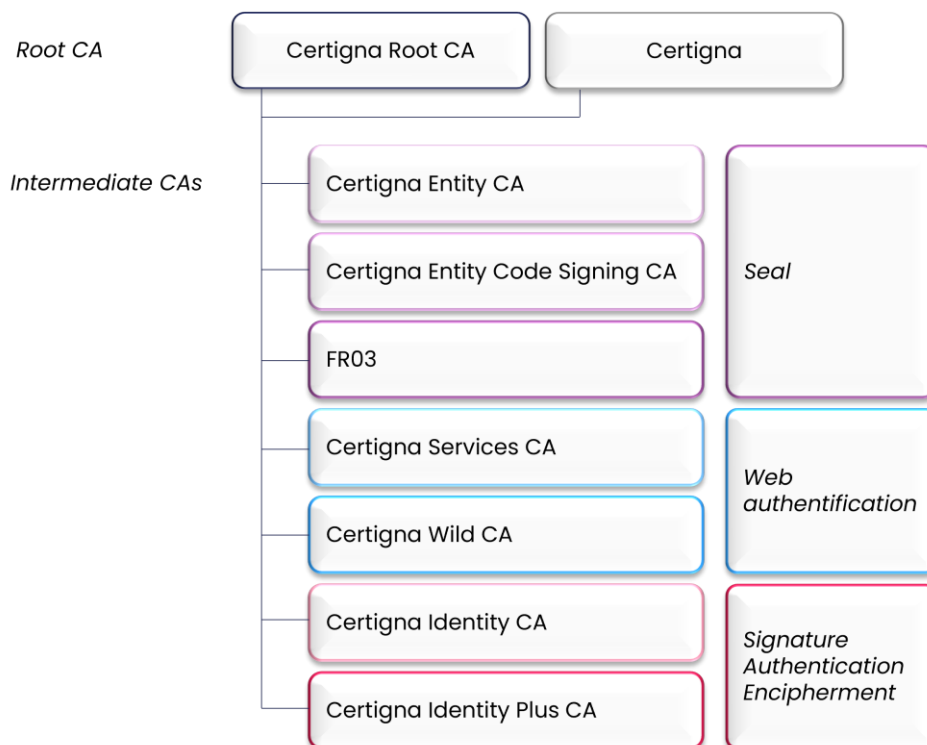 Root CA
Certigna Root CA
Certigna
Intermediate CAs
Certigna Entity CA
Certigna Entity Code Signing CA
Seal
FR03
Certigna Services CA
Certigna Wild CA
Web
authentification
Certigna Identity CA
Certigna Identity Plus CA
Signature
Authentication
Encipherment